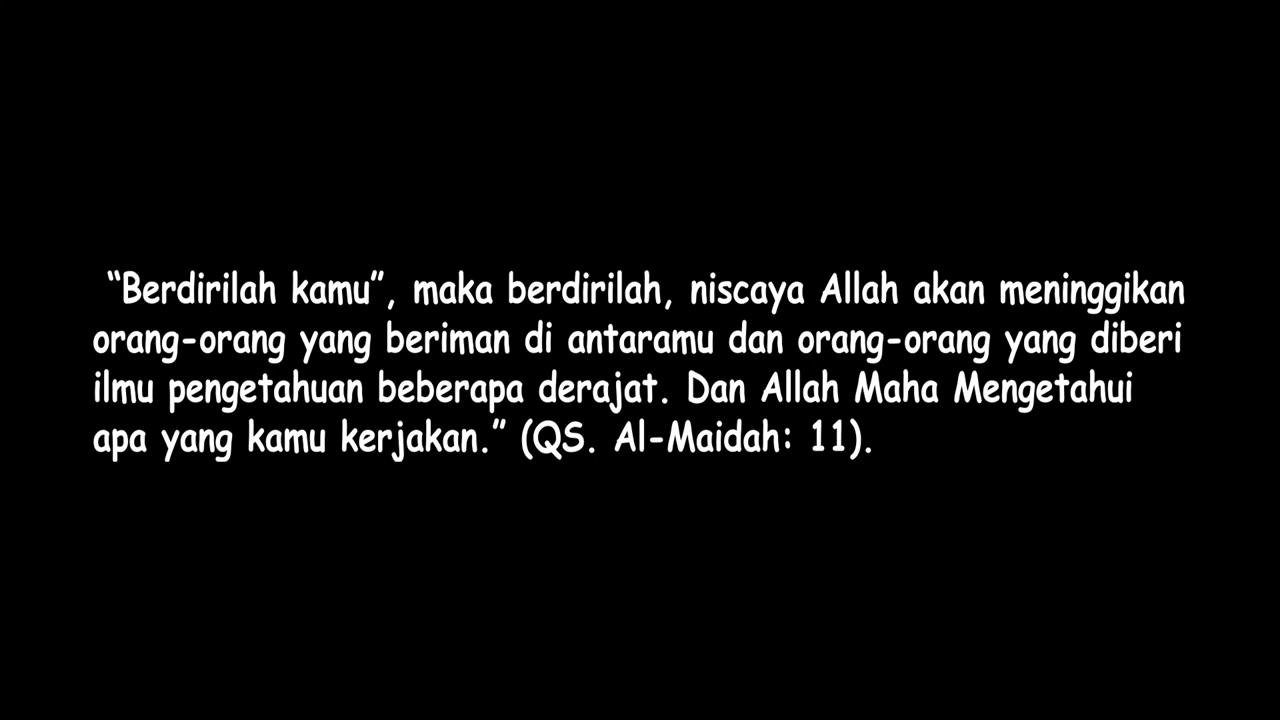 “Berdirilah kamu”, maka berdirilah, niscaya Allah akan meninggikan
orang-orang yang beriman di antaramu dan orang-orang yang diberi
ilmu pengetahuan beberapa derajat. Dan Allah Maha Mengetahui
apa yang kamu kerjakan.” (QS. Al-Maidah: 11).